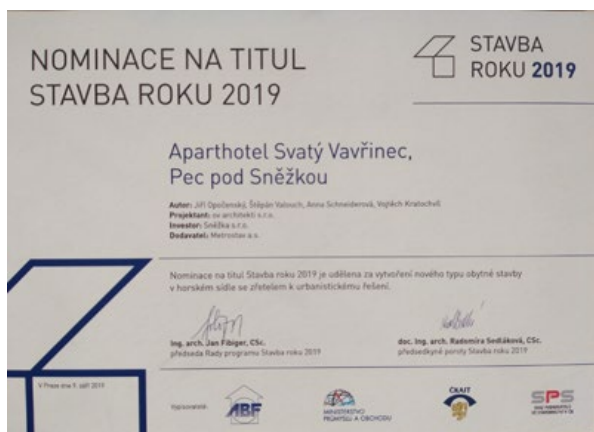 NOMINACE NA TITUL
STAVBA ROKU 2019
STAVBA
ROKU 2019
Aparthotel Svatý Vavřinec,
Pec pod Sněžkou
Autor: Jiří Opočenský, Štěpán Valouch, Anna Schneiderová, Vojtěch Kratochvíl
Projektant: ov architekti s.r.o.
Investor: Sněžka s.r.o.
Dodavatel: Metrostav a.s.
Nominace na titul Stavba roku 2019 je udělena za vytvoření nového typu obytné stavby
v horském sídle se zřetelem k urbanistickému řešení.
Ing. arch. Jan Fibiger, CSc.
předseda Rady programu Stavba roku 2019
doc. Ing. arch. Radomíra Sedláková, CSc.
předsedkyně poroty Stavba roku 2019
V Praze dne 9. září 2019
Vypisovatelé:
ABF
MINISTERSTVO
PRŮMYSLU A OBCHODU
ČKAIT
SPS